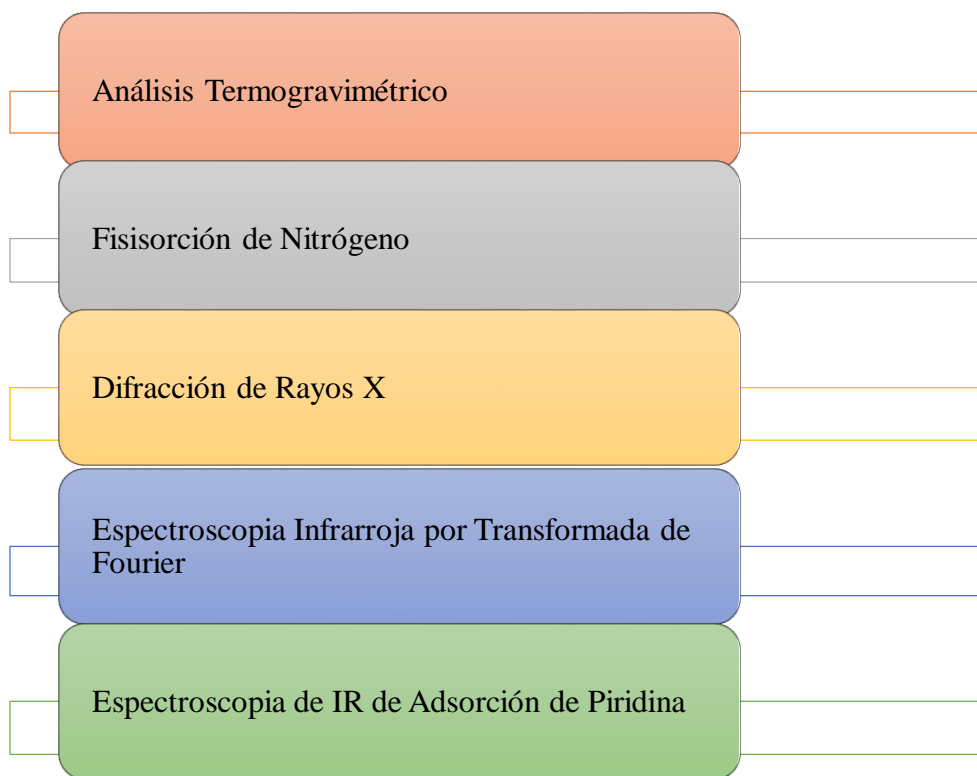 Análisis Termogravimétrico
Fisisorción de Nitrógeno
Difracción de Rayos X
Espectroscopia Infrarroja por Transformada de
Fourier
Espectroscopia de IR de Adsorción de Piridina